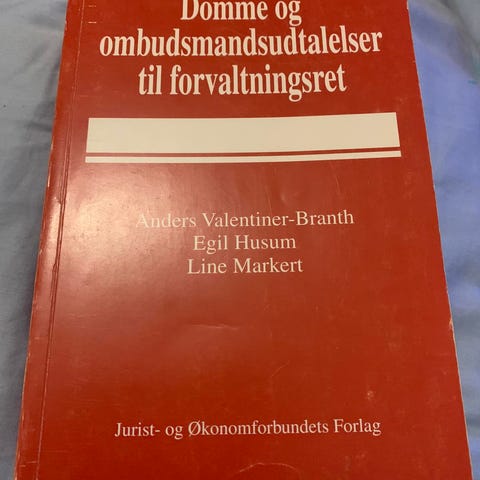 Domme og
ombudsmandsudtalelser
til forvaltningsret
Anders Valentiner-Branth
Egil Husum
Line Markert
Jurist- og Økonomforbundets Forlag